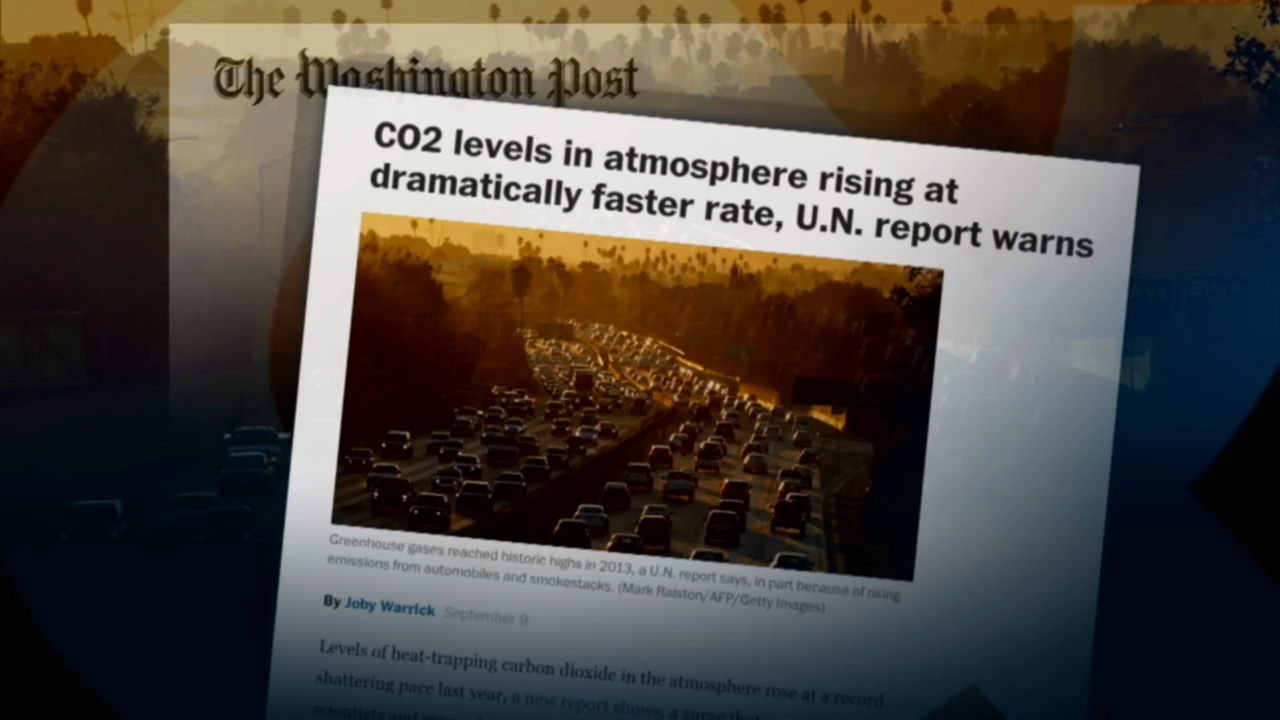 The Washington Post
CO2 levels in atmosphere rising at
dramatically faster rate, U.N. report warns
Greenhouse gases reached historic highs in 2013, a U.N. report says, in part because of rising
emissions from automobiles and smokestacks. (Mark Ralston/AFP/Getty Images)
By Joby Warrick September 9
Levels of heat-trapping carbon dioxide in the atmosphere rose at a record-
shattering pace last year, a new report shows, a surge that
scientists and